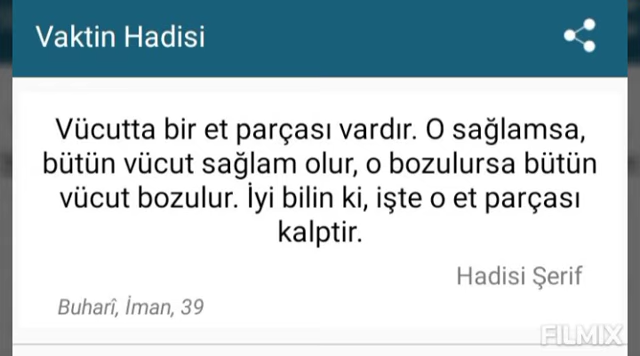 Vaktin Hadisi
Vücutta bir et parçası vardır. O sağlamsa,
bütün vücut sağlam olur, o bozulursa bütün
vücut bozulur. İyi bilin ki, işte o et parçası
kalptir.
Hadisi Şerif
Buharî, İman, 39
FILMIX